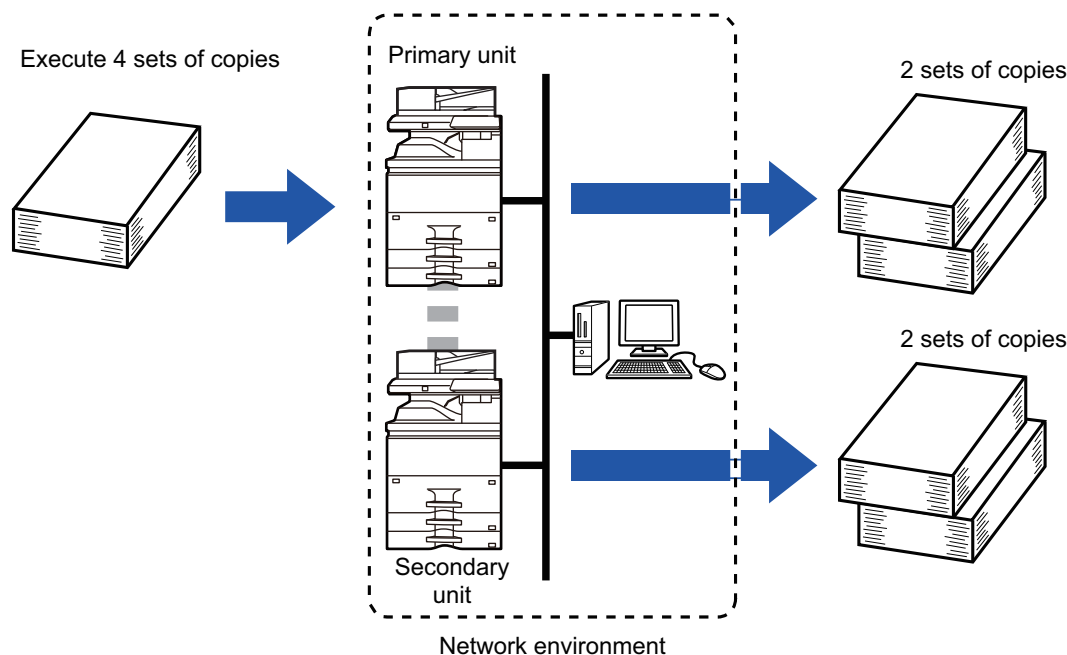 Execute 4 sets of copies
Primary unit
2 sets of copies
2 sets of copies
Secondary
unit
Network environment